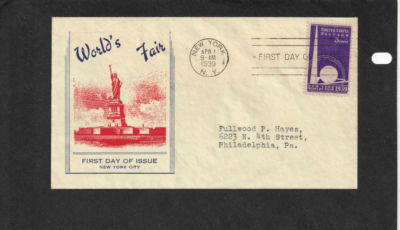 World's Fair
FIRST DAY OF ISSUE
NEW YORK CITY
NEW YORK
APR 1
9-AM
1939
N.Y.
FIRST DAY O
UNITED STATES
POSTAGE
1939
Fullwood P. Hayes,
6223 N. 4th Street,
Philadelphia, Pa.